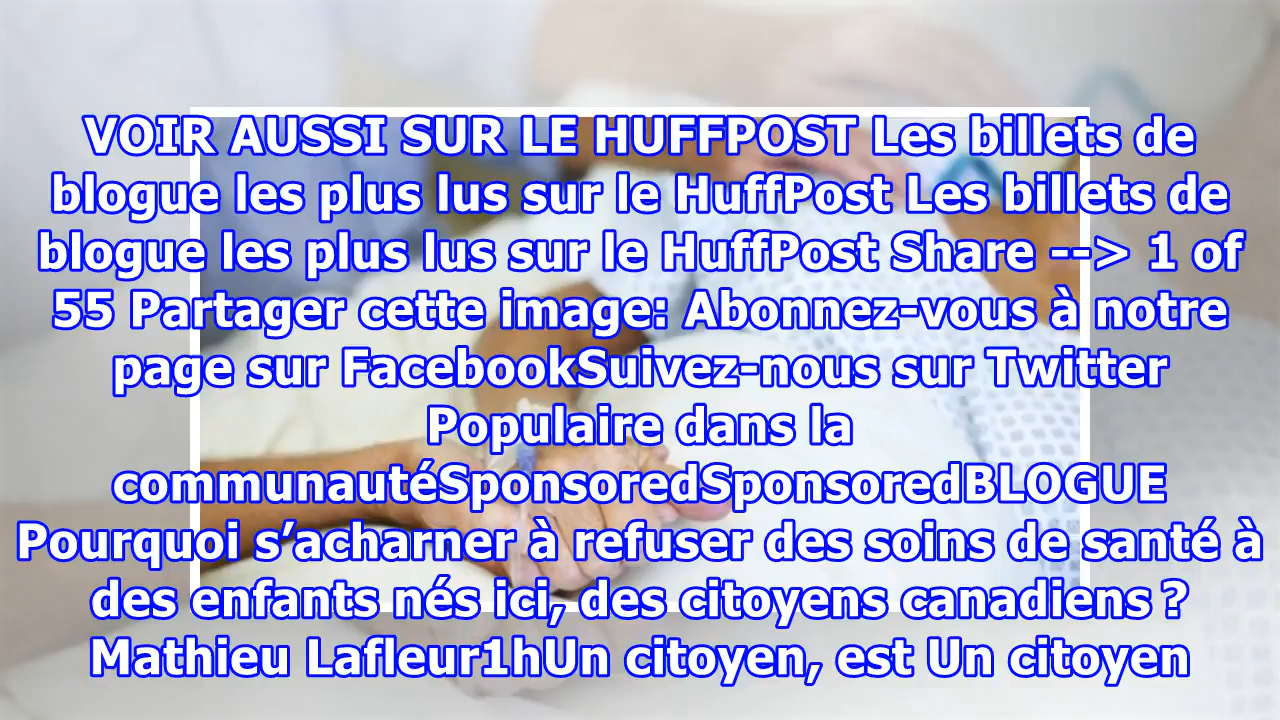 VOIR AUSSI SUR LE HUFFPOST Les billets de
blogue les plus lus sur le HuffPost Les billets de
blogue les plus lus sur le HuffPost Share --> 1 of
55 Partager cette image: Abonnez-vous à notre
page sur FacebookSuivez-nous sur Twitter
Populaire dans la
communautéSponsoredSponsoredBLOGUE
Pourquoi s’acharner à refuser des soins de santé à
des enfants nés ici, des citoyens canadiens ?
Mathieu Lafleur1hUn citoyen, est Un citoyen